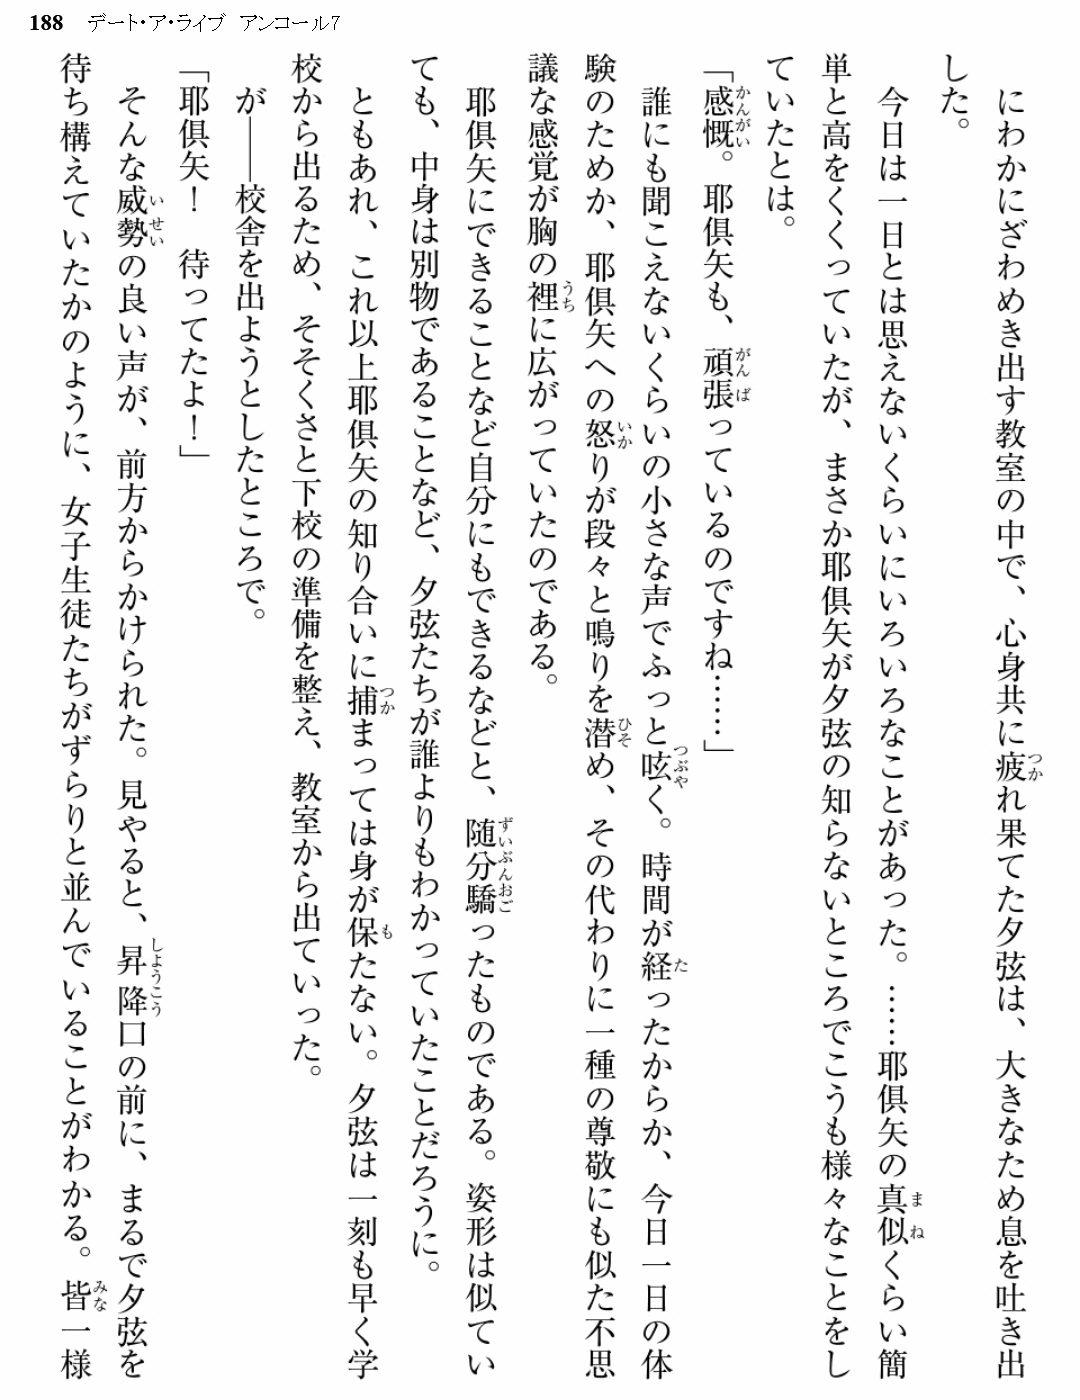 188 デート・ア・ライブ アンコール7
にわかにざわめき出す教室の中で、心身共に疲れ果てた夕弦は、大きなため息を吐き出
した。
今日は一日とは思えないくらいにいろいろなことがあった。……耶倶矢の真似くらい簡
単と高をくくっていたが、まさか耶倶矢が夕弦の知らないところでこうも様々なことをし
ていたとは。
「感慨。耶倶矢も、頑張っているのですね……」
誰にも聞こえないくらいの小さな声でふっと呟く。時間が経ったからか、今日一日の体
験のためか、耶倶矢への怒りが段々と鳴りを潜め、その代わりに一種の尊敬にも似た不思
議な感覚が胸の裡に広がっていたのである。
耶倶矢にできることなど自分にもできるなどと、随分驕ったものである。姿形は似てい
ても、中身は別物であることなど、夕弦たちが誰よりもわかっていたことだろうに。
ともあれ、これ以上耶倶矢の知り合いに捕まっては身が保たない。夕弦は一刻も早く学
校から出るため、そそくさと下校の準備を整え、教室から出ていった。
が――校舎を出ようとしたところで。
「耶倶矢！　待ってたよ！」
そんな威勢の良い声が、前方からかけられた。見やると、昇降口の前に、まるで夕弦を
待ち構えていたかのように、女子生徒たちがずらりと並んでいることがわかる。皆一様